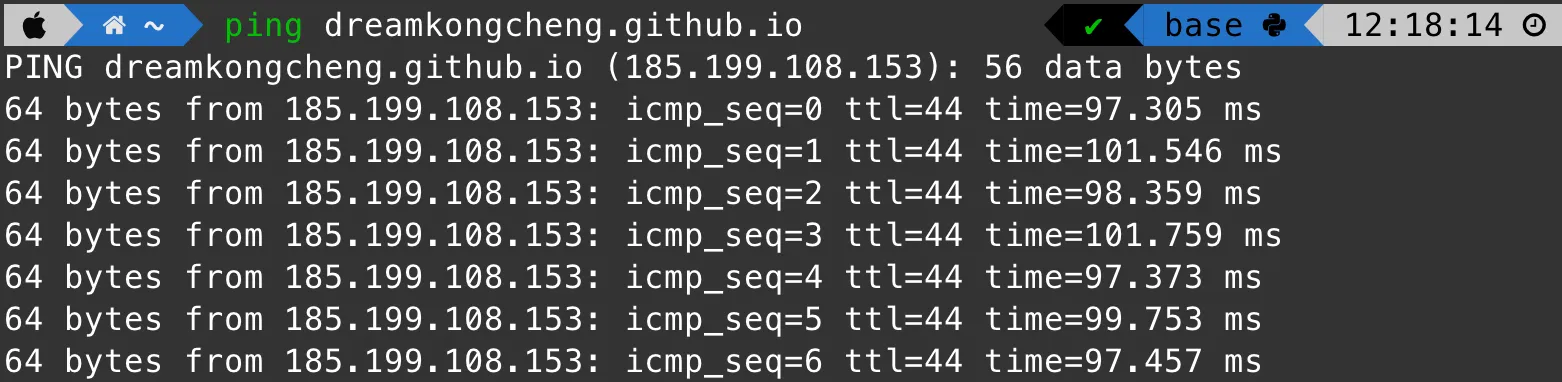 ~ ping dreamkongcheng.github.io ✔ base 12:18:14
PING dreamkongcheng.github.io (185.199.108.153): 56 data bytes
64 bytes from 185.199.108.153: icmp_seq=0 ttl=44 time=97.305 ms
64 bytes from 185.199.108.153: icmp_seq=1 ttl=44 time=101.546 ms
64 bytes from 185.199.108.153: icmp_seq=2 ttl=44 time=98.359 ms
64 bytes from 185.199.108.153: icmp_seq=3 ttl=44 time=101.759 ms
64 bytes from 185.199.108.153: icmp_seq=4 ttl=44 time=97.373 ms
64 bytes from 185.199.108.153: icmp_seq=5 ttl=44 time=99.753 ms
64 bytes from 185.199.108.153: icmp_seq=6 ttl=44 time=97.457 ms